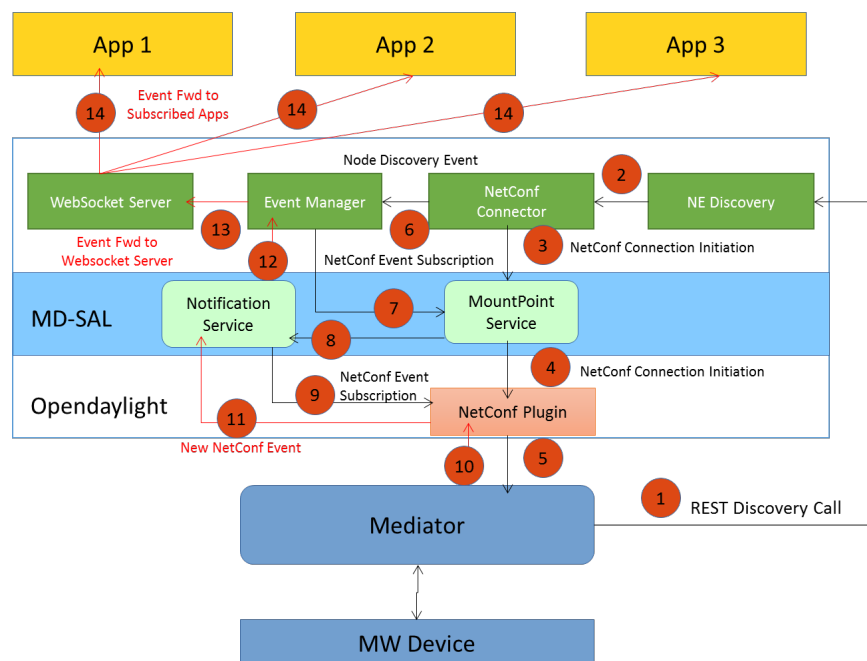 App 1
App 2
App 3
14
Event Fwd to
Subscribed Apps
14
14
Node Discovery Event
2
WebSocket Server
Event Manager
NetConf
Connector
NE Discovery
13
6
3
NetConf Connection Initiation
Event Fwd to
Websocket Server
12
NetConf Event Subscription
MD-SAL
Notification
Service
7
MountPoint
Service
8
4
NetConf Connection Initiation
9
NetConf Event
Subscription
Opendaylight
11
NetConf Plugin
New NetConf Event
10
5
1
REST Discovery Call
Mediator
MW Device